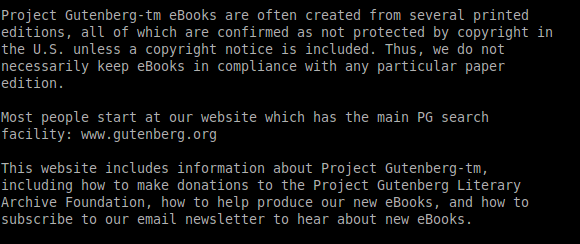 Project Gutenberg-tm eBooks are often created from several printed
editions, all of which are confirmed as not protected by copyright in
the U.S. unless a copyright notice is included. Thus, we do not
necessarily keep eBooks in compliance with any particular paper
edition.

Most people start at our website which has the main PG search
facility: www.gutenberg.org

This website includes information about Project Gutenberg-tm,
including how to make donations to the Project Gutenberg Literary
Archive Foundation, how to help produce our new eBooks, and how to
subscribe to our email newsletter to hear about new eBooks.